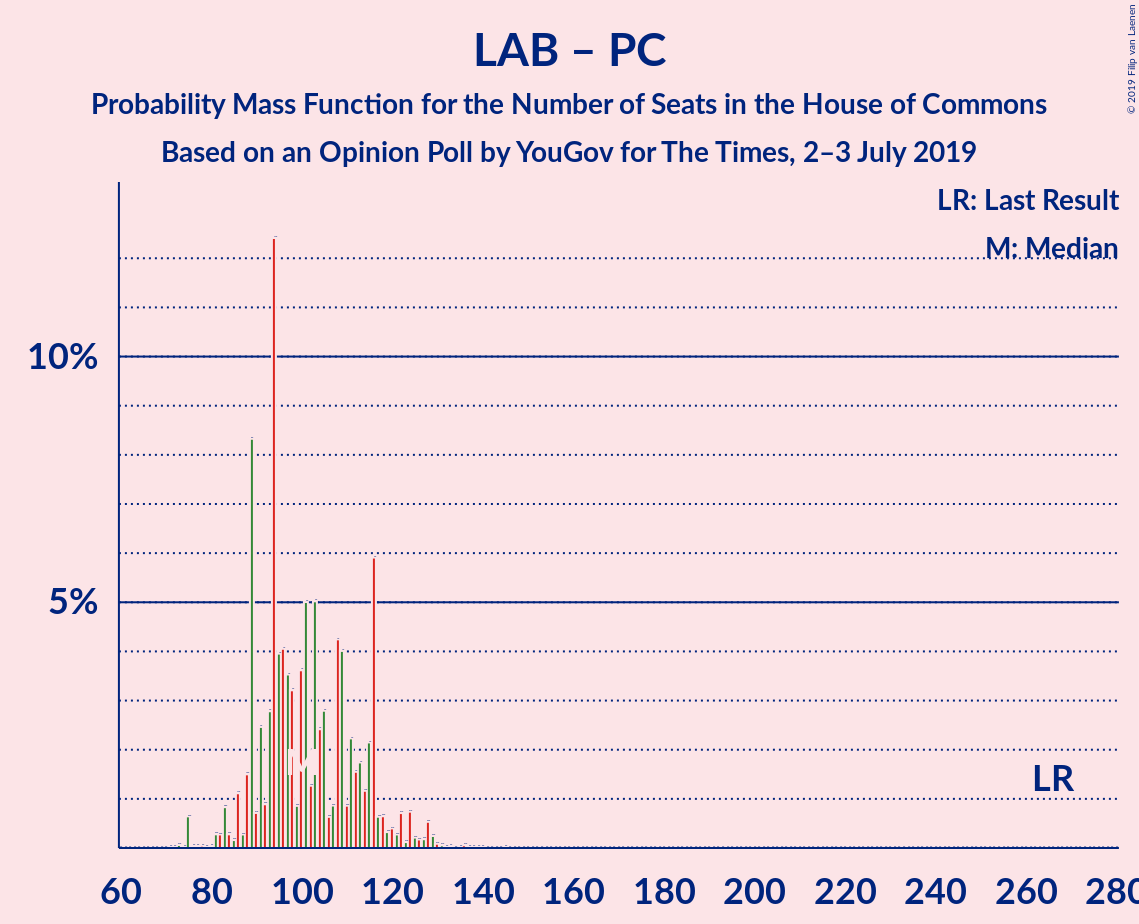 LAB – PC
Probability Mass Function for the Number of Seats in the House of Commons
Based on an Opinion Poll by YouGov for The Times, 2–3 July 2019
© 2019 Filip van Laenen
LR: Last Result
M: Median
10%
5%
LR
60 80 100 120 140 160 180 200 220 240 260 280